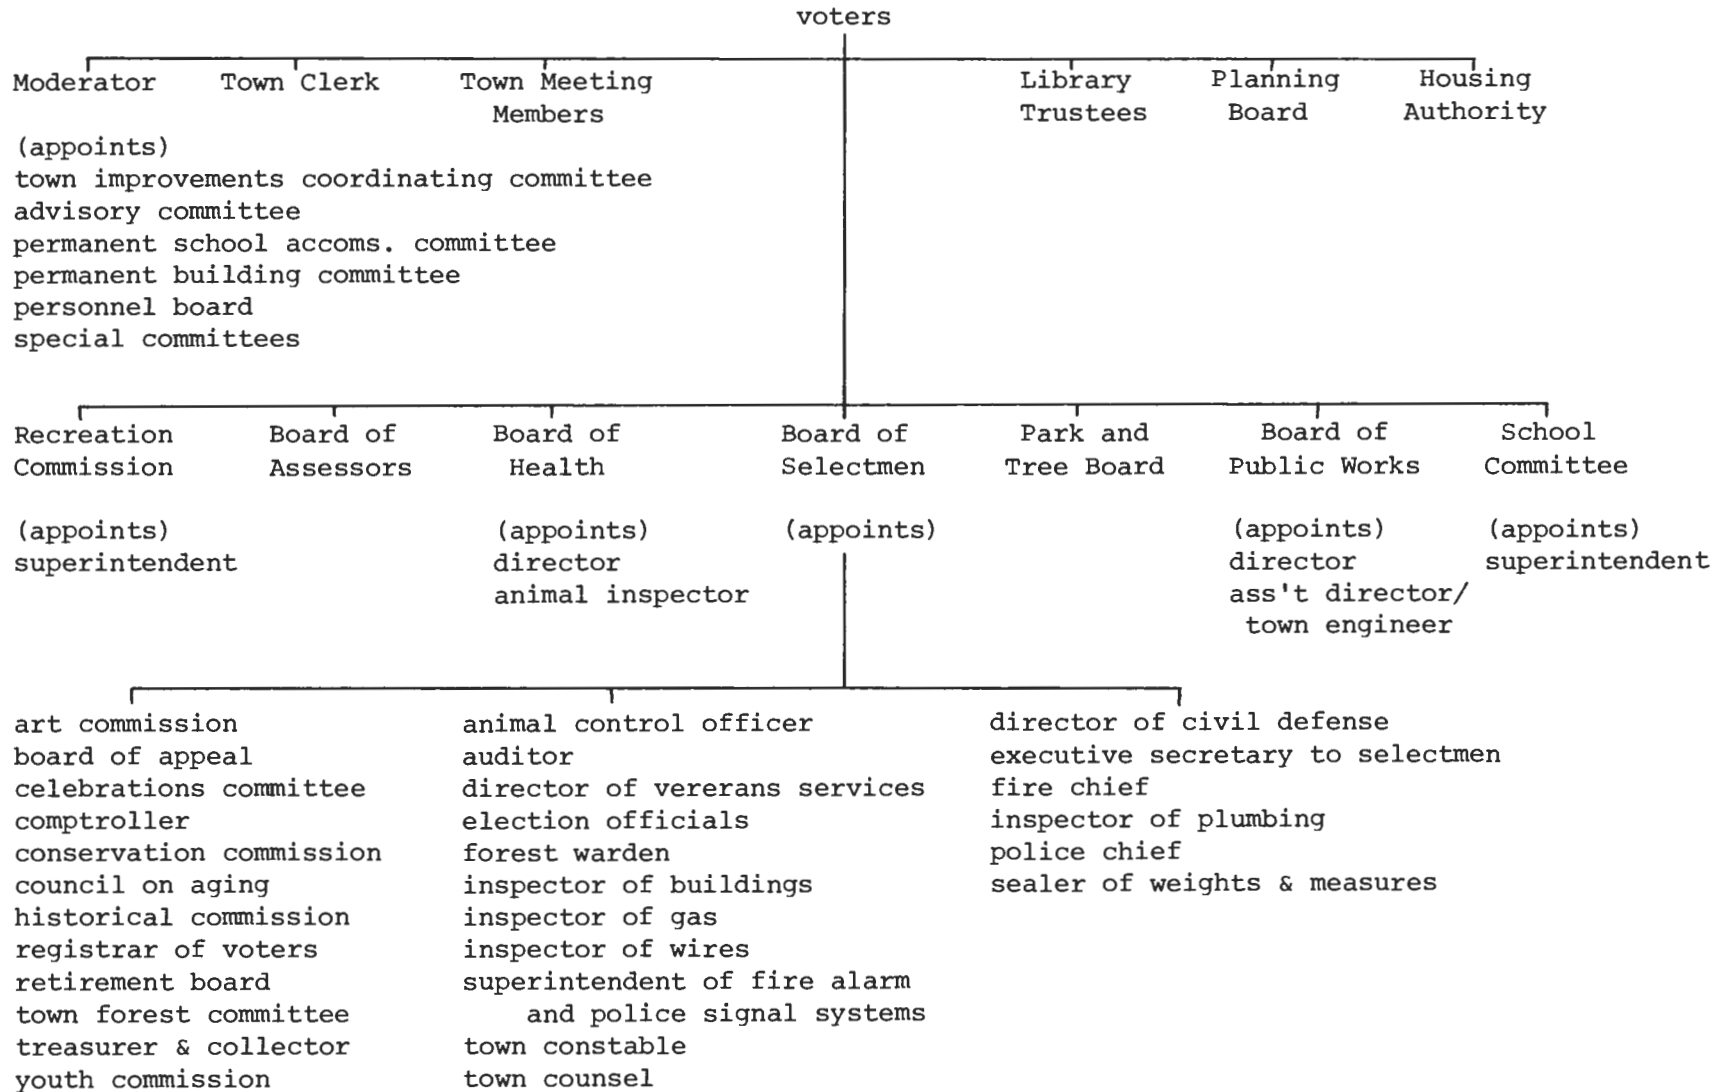 voters
Moderator Town Clerk Town Meeting Members Library Trustees Planning Board Housing Authority
(appoints)
town improvements coordinating committee
advisory committee
permanent school accoms. committee
permanent building committee
personnel board
special committees
Recreation Commission Board of Assessors Board of Health Board of Selectmen Park and Tree Board Board of Public Works School Committee
(appoints)
superintendent
(appoints)
director
animal inspector
(appoints)
(appoints)
director
ass't director/
town engineer
(appoints)
superintendent
art commission
board of appeal
celebrations committee
comptroller
conservation commission
council on aging
historical commission
registrar of voters
retirement board
town forest committee
treasurer & collector
youth commission
animal control officer
auditor
director of vererans services
election officials
forest warden
inspector of buildings
inspector of gas
inspector of wires
superintendent of fire alarm
and police signal systems
town constable
town counsel
director of civil defense
executive secretary to selectmen
fire chief
inspector of plumbing
police chief
sealer of weights & measures